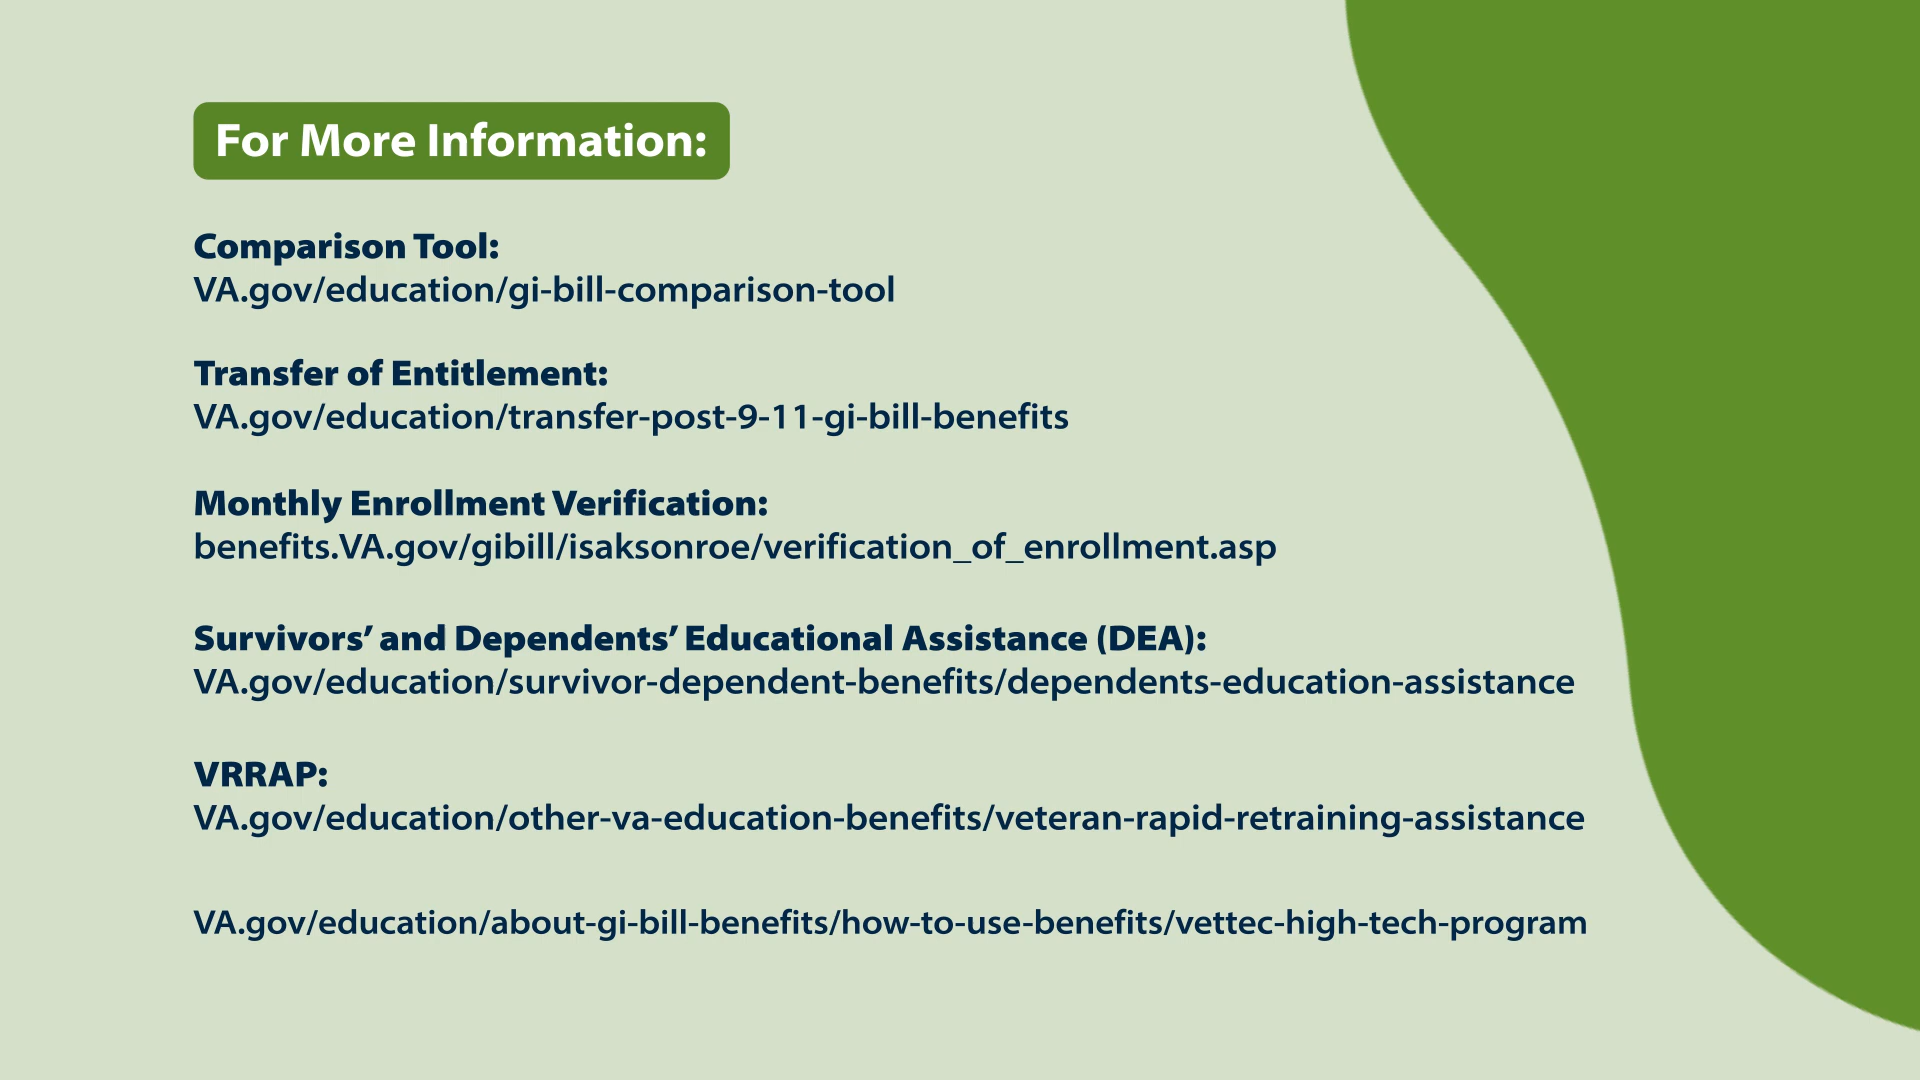 For More Information:
Comparison Tool:
VA.gov/education/gi-bill-comparison-tool
Transfer of Entitlement:
VA.gov/education/transfer-post-9-11-gi-bill-benefits
Monthly Enrollment Verification:
benefits.VA.gov/gibill/isaksonroe/verification_of_enrollment.asp
Survivors’ and Dependents’ Educational Assistance (DEA):
VA.gov/education/survivor-dependent-benefits/dependents-education-assistance
VRRAP:
VA.gov/education/other-va-education-benefits/veteran-rapid-retraining-assistance
VA.gov/education/about-gi-bill-benefits/how-to-use-benefits/vettec-high-tech-program